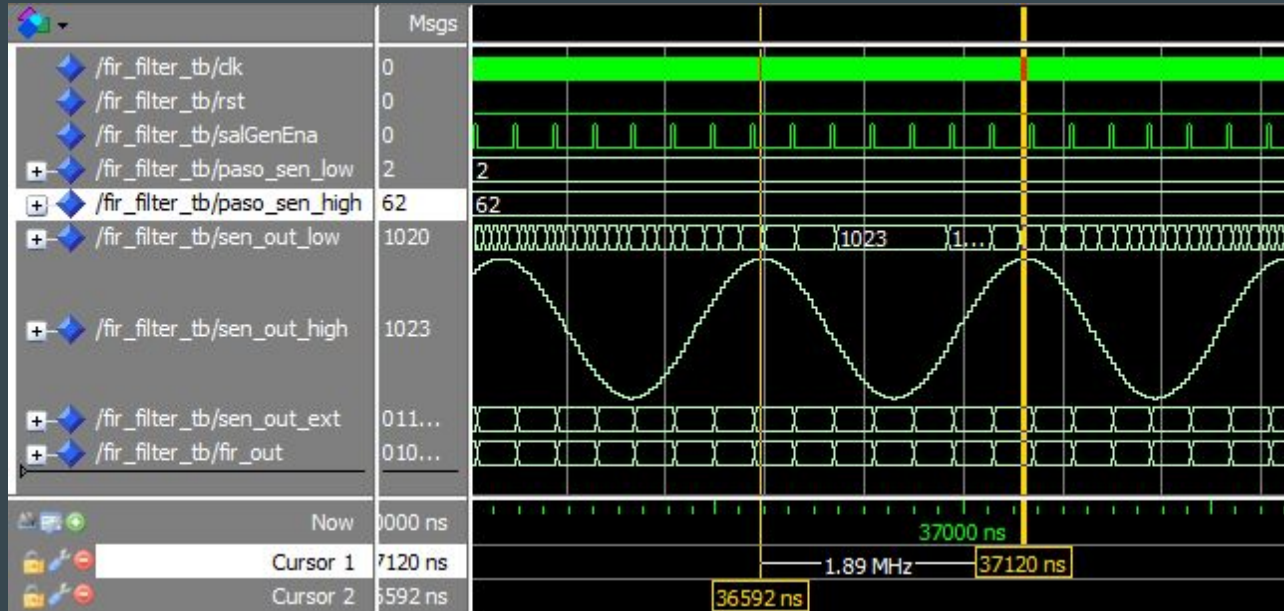 Msgs
/fir_filter_tb/clk 0
/fir_filter_tb/rst 0
/fir_filter_tb/salGenEna 0
/fir_filter_tb/paso_sen_low 2 2
/fir_filter_tb/paso_sen_high 62 62
/fir_filter_tb/sen_out_low 1020 1023 1...
/fir_filter_tb/sen_out_high 1023
/fir_filter_tb/sen_out_ext 011...
/fir_filter_tb/fir_out 010...
Now 0000 ns 37000 ns
Cursor 1 7120 ns 1.89 MHz 37120 ns
Cursor 2 6592 ns 36592 ns